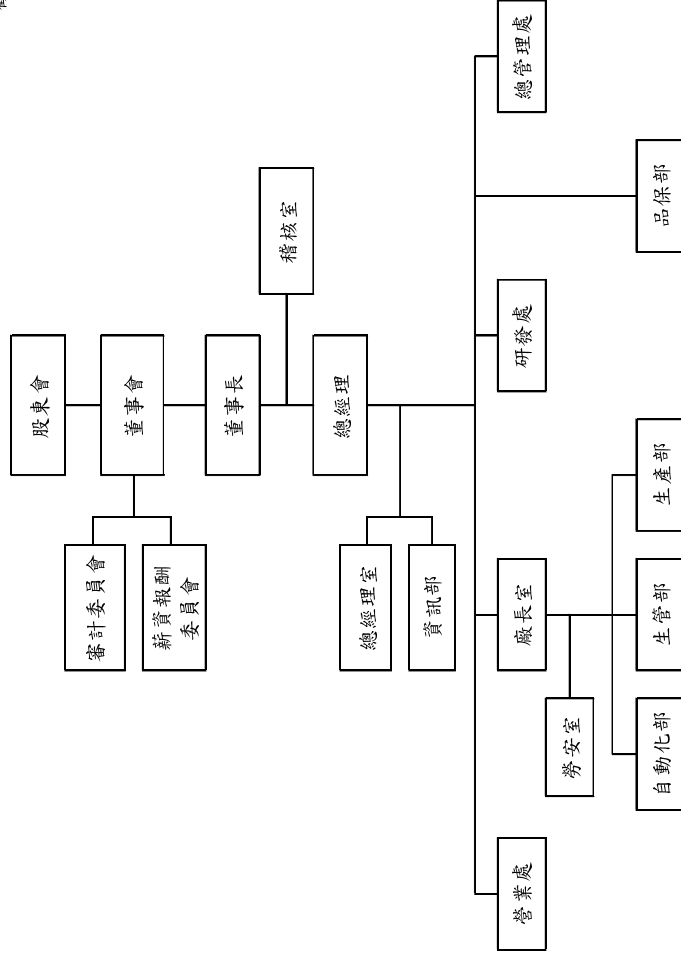 股東會
董事會
審計委員會
薪資報酬
委員會
董事長
稽核室
總經理
總經理室
資訊部
營業處
廠長室
研發處
總管理處
勞安室
自動化部
生管部
生產部
品保部